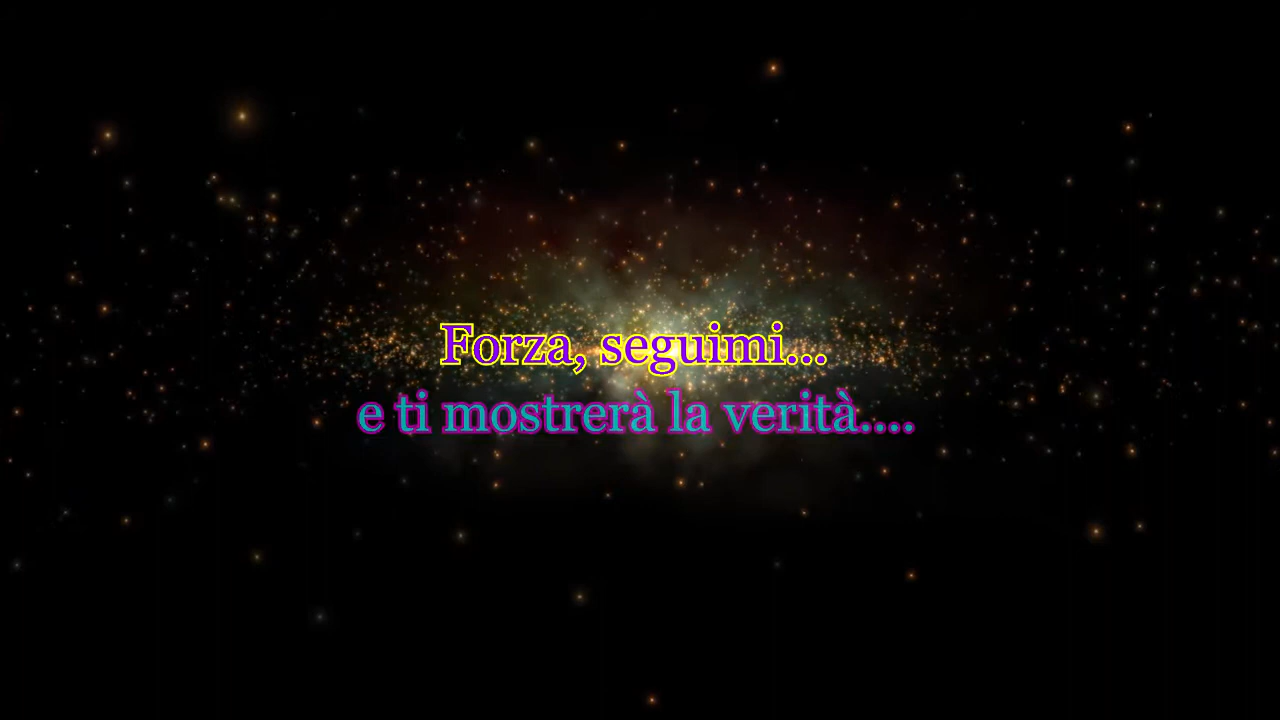 Forza, seguimi...
e ti mostrerà la verità....